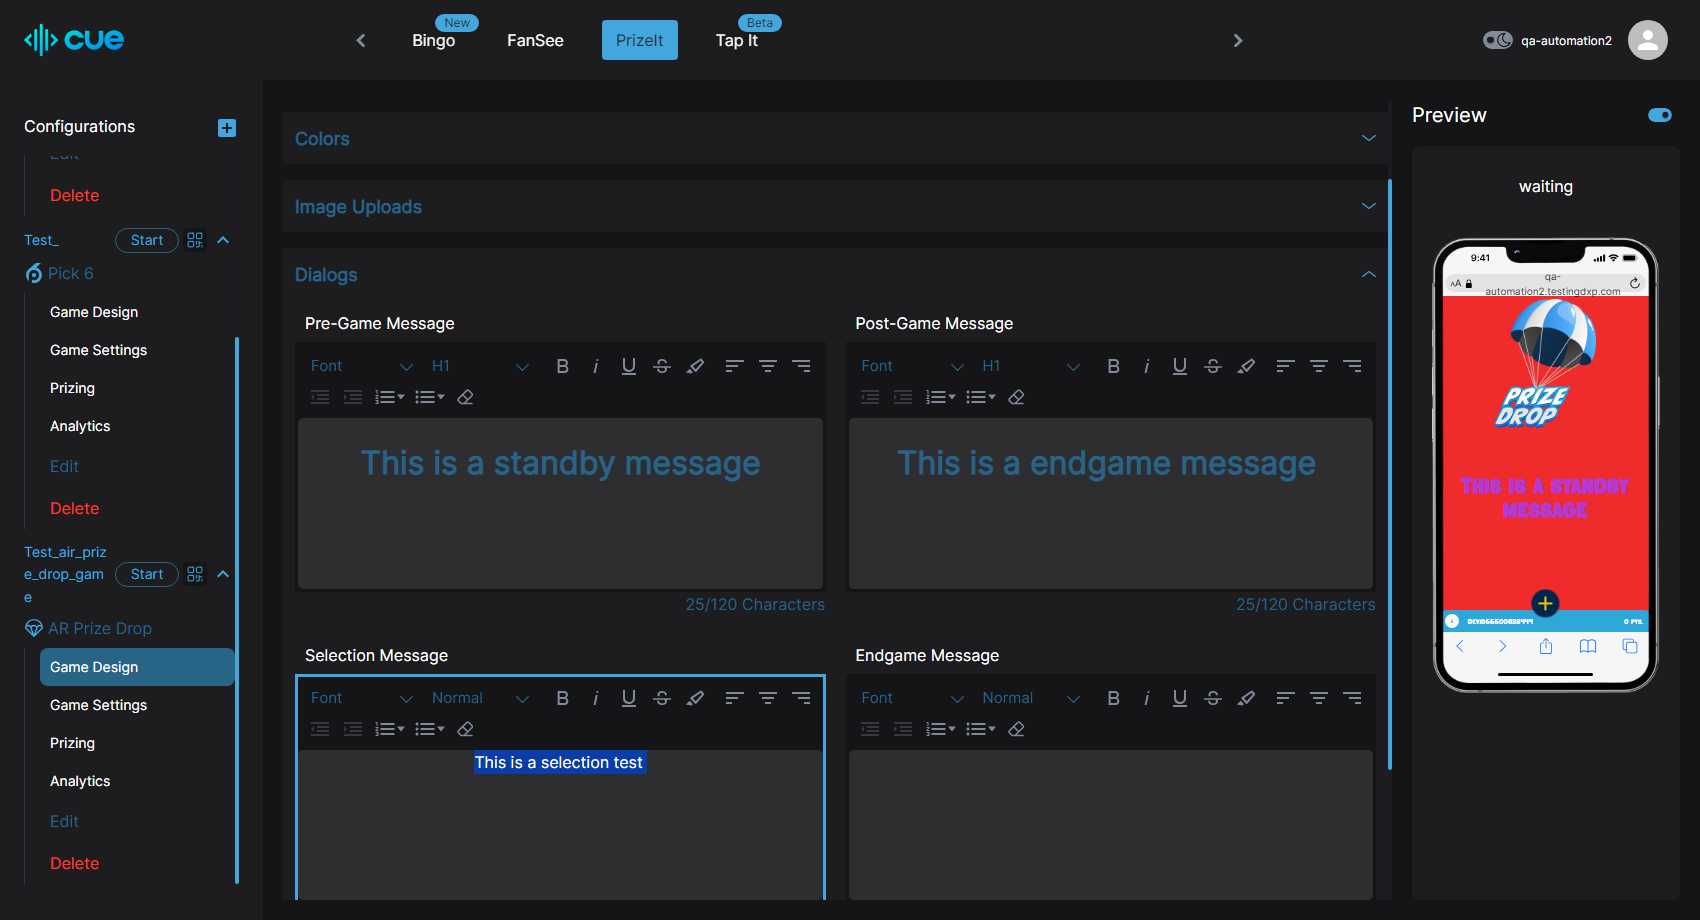 cue
New
Bingo
FanSee
PrizeIt
Beta
Tap It
qa-automation2
Configurations
Edit
Delete
Test_
Start
Pick 6
Game Design
Game Settings
Prizing
Analytics
Edit
Delete
Test_air_priz
e_drop_gam
e
Start
AR Prize Drop
Game Design
Game Settings
Prizing
Analytics
Edit
Delete
Colors
Image Uploads
Dialogs
Pre-Game Message
Font H1
This is a standby message
25/120 Characters
Post-Game Message
Font H1
This is a endgame message
25/120 Characters
Selection Message
Font Normal
This is a selection test
Endgame Message
Font Normal
Preview
waiting
9:41
AA
qa-
automation2.testingdxp.com
PRIZE
DROP
This is a standby
message
0 PTS.